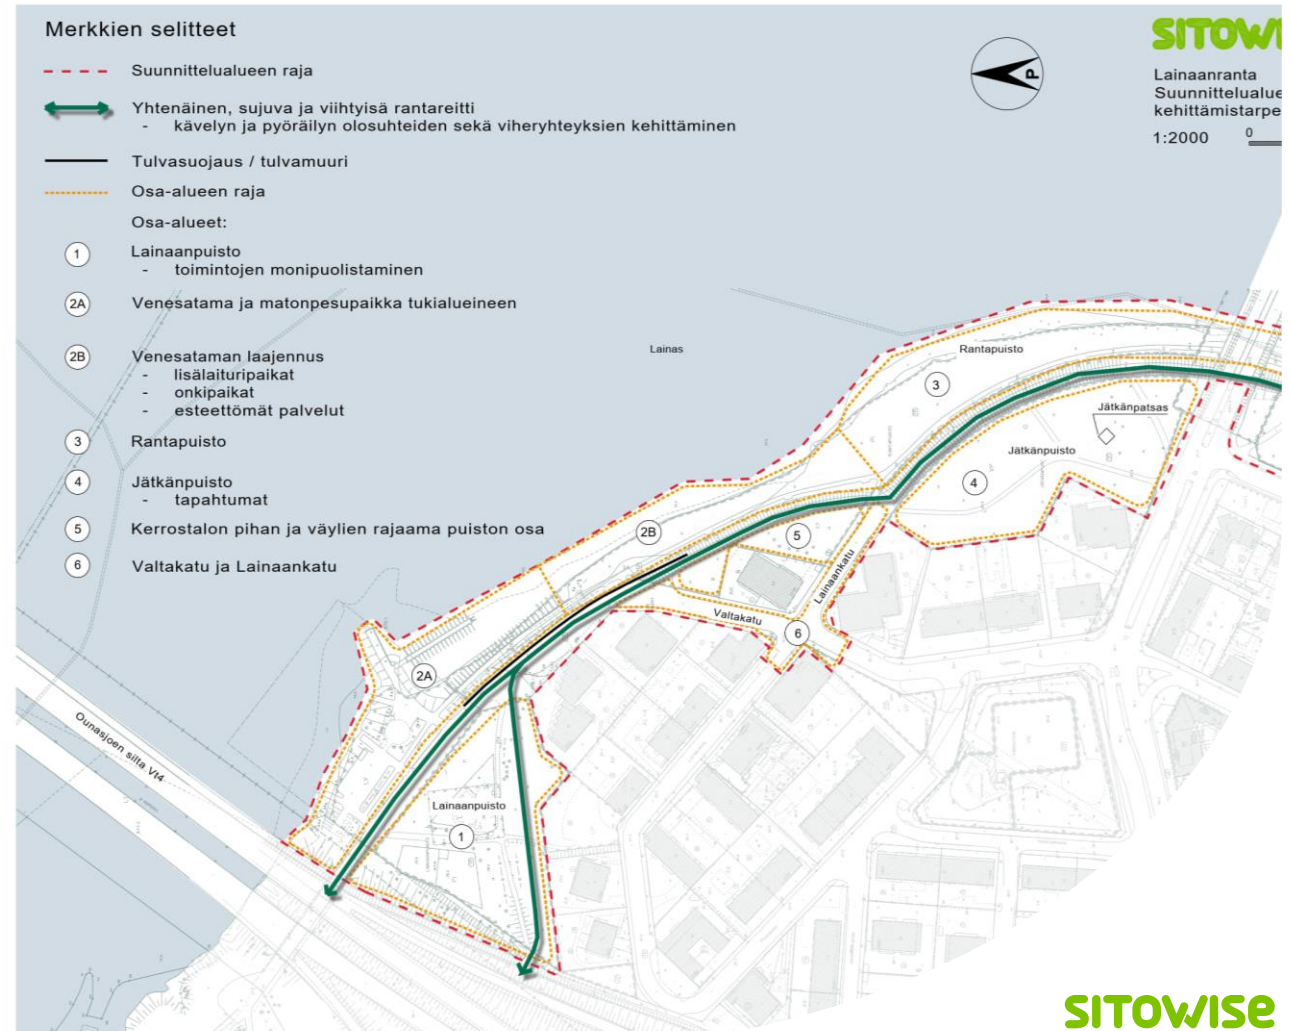 Merkkien selitteet
Suunnittelualueen raja
Yhtenäinen, sujuva ja viihtyisä rantareitti
- kävelyn ja pyöräilyn olosuhteiden sekä viheryhteyksien kehittäminen
Tulvasuojaus / tulvamuuri
Osa-alueen raja
Osa-alueet:
1 Lainaanpuisto
- toimintojen monipuolistaminen
2A Venesatama ja matonpesupaikka tukialueineen
2B Venesataman laajennus
- lisälaituripaikat
- onkipaikat
- esteettömät palvelut
3 Rantapuisto
4 Jätkänpuisto
- tapahtumat
5 Kerrostalon pihan ja väylien rajaama puiston osa
6 Valtakatu ja Lainaankatu
P
SITOWI
Lainaanranta
Suunnittelualue
kehittämistarpe
1:2000 0
Lainas
Rantapuisto
3
Jätkänpatsas
Jätkänpuisto
4
2B
5
Lainaankatu
Valtakatu
6
2A
Ounasjoen silta Vt4
Lainaanpuisto
1
SITOWISE